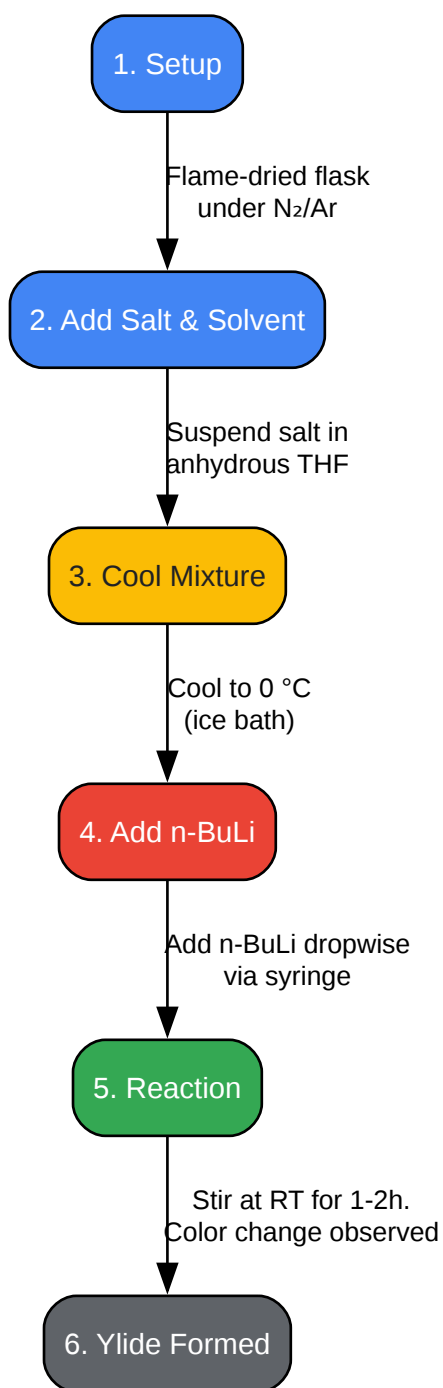 1. Setup
Flame-dried flask
under N₂/Ar
2. Add Salt & Solvent
Suspend salt in
anhydrous THF
3. Cool Mixture
Cool to 0 °C
(ice bath)
4. Add n-BuLi
Add n-BuLi dropwise
via syringe
5. Reaction
Stir at RT for 1-2h.
Color change observed
6. Ylide Formed